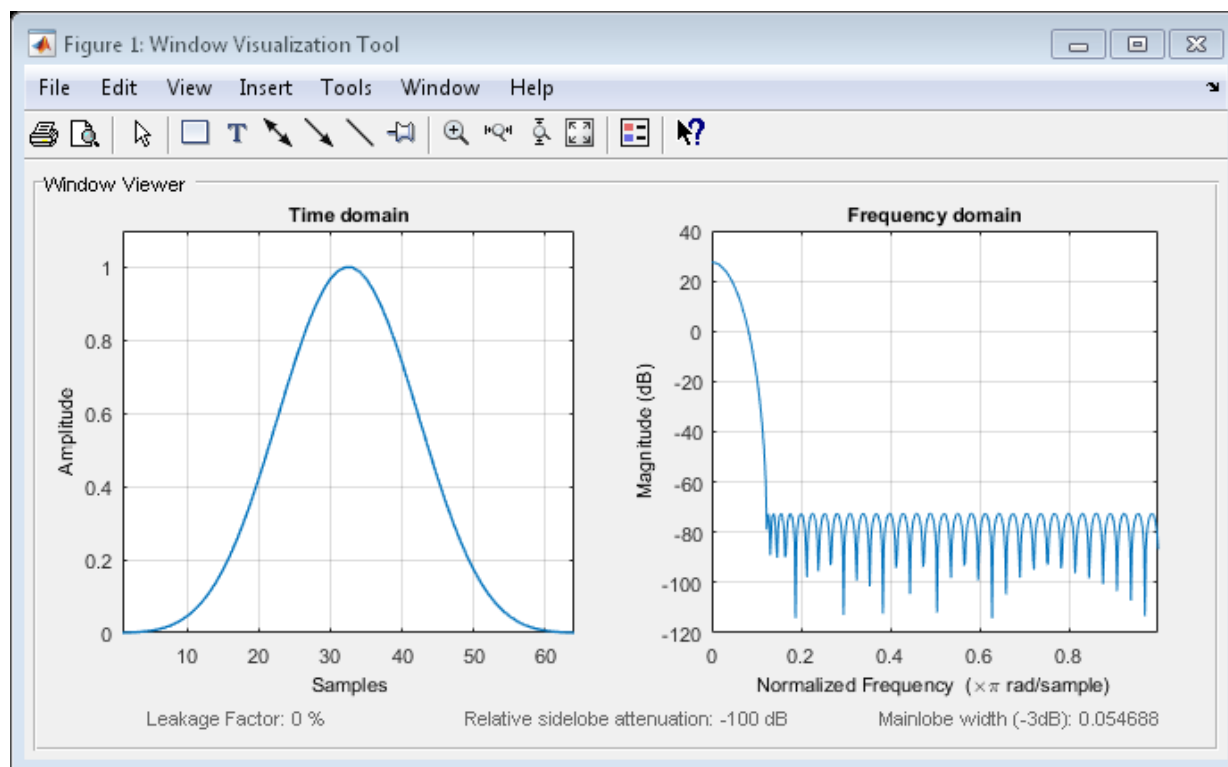 Figure 1: Window Visualization Tool
File Edit View Insert Tools Window Help
T
?
Window Viewer
Time domain
1
0.8
0.6
0.4
0.2
0
Amplitude
10 20 30 40 50 60
Samples
Frequency domain
40
20
0
-20
-40
-60
-80
-100
-120
Magnitude (dB)
0 0.2 0.4 0.6 0.8
Normalized Frequency (×π rad/sample)
Leakage Factor: 0 % Relative sidelobe attenuation: -100 dB Mainlobe width (-3dB): 0.054688